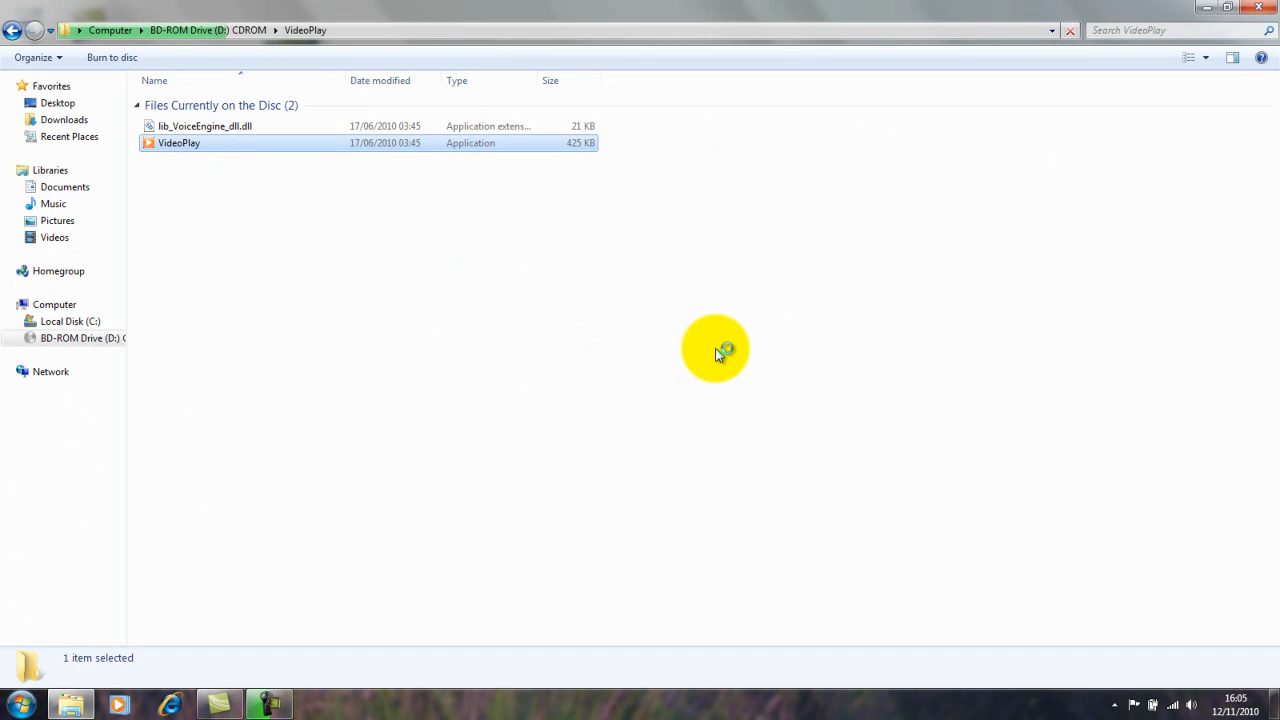 Computer BD-ROM Drive (D:) CDROM VideoPlay Search VideoPlay
Organize Burn to disc
Name Date modified Type Size
Favorites
Desktop
Downloads
Recent Places
Libraries
Documents
Music
Pictures
Videos
Homegroup
Computer
Local Disk (C:)
BD-ROM Drive (D:) C
Network
Files Currently on the Disc (2)
lib_VoiceEngine_dll.dll 17/06/2010 03:45 Application extens... 21 KB
VideoPlay 17/06/2010 03:45 Application 425 KB
1 item selected
16:05
12/11/2010